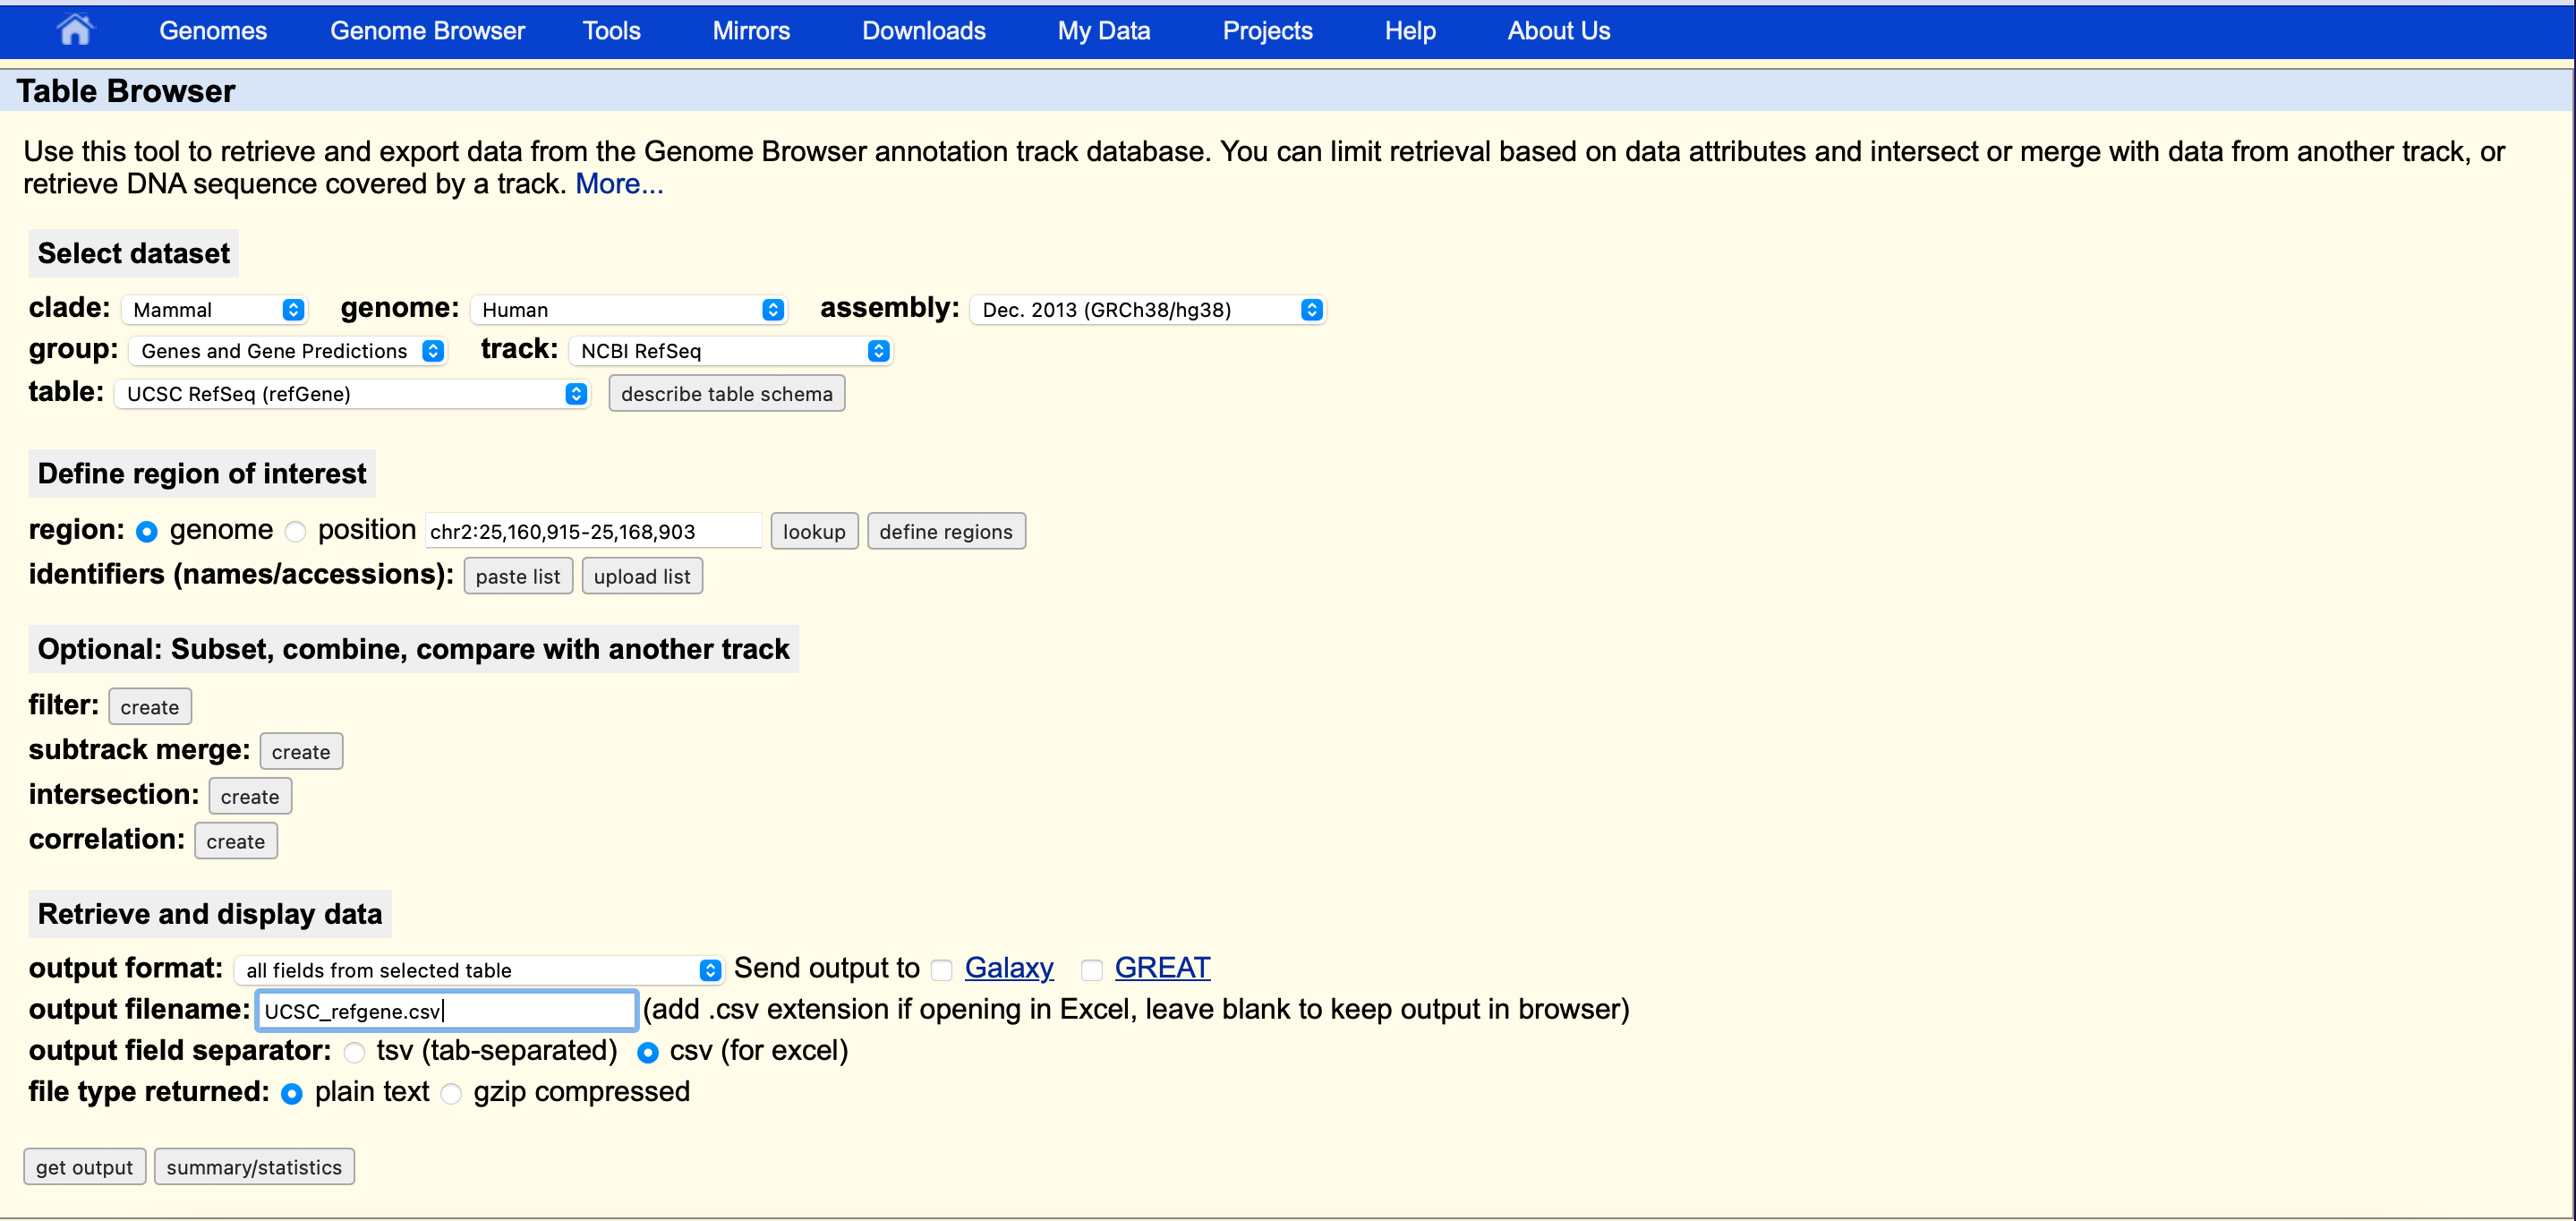 Genomes Genome Browser Tools Mirrors Downloads My Data Projects Help About Us
Table Browser
Use this tool to retrieve and export data from the Genome Browser annotation track database. You can limit retrieval based on data attributes and intersect or merge with data from another track, or
retrieve DNA sequence covered by a track. More...
Select dataset
clade: Mammal genome: Human assembly: Dec. 2013 (GRCh38/hg38)
group: Genes and Gene Predictions track: NCBI RefSeq
table: UCSC RefSeq (refGene) describe table schema
Define region of interest
region: genome position chr2:25,160,915-25,168,903 lookup define regions
identifiers (names/accessions): paste list upload list
Optional: Subset, combine, compare with another track
filter: create
subtrack merge: create
intersection: create
correlation: create
Retrieve and display data
output format: all fields from selected table Send output to Galaxy GREAT
output filename: UCSC_refgene.csv (add .csv extension if opening in Excel, leave blank to keep output in browser)
output field separator: tsv (tab-separated) csv (for excel)
file type returned: plain text gzip compressed
get output summary/statistics